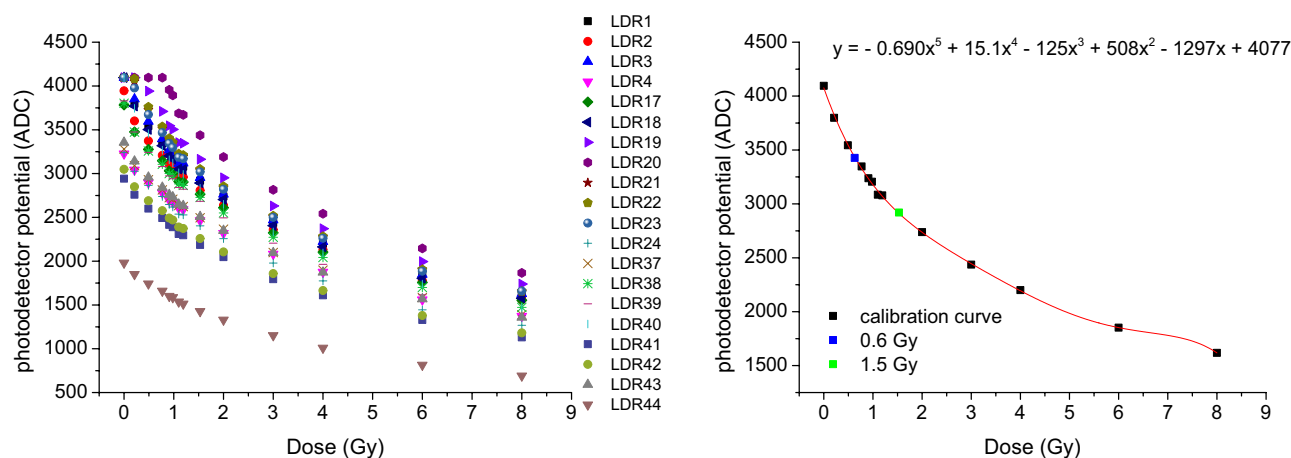 photodetector potential (ADC)
4500
4000
3500
3000
2500
2000
1500
1000
500
0 1 2 3 4 5 6 7 8 9
Dose (Gy)
LDR1
LDR2
LDR3
LDR4
LDR17
LDR18
LDR19
LDR20
LDR21
LDR22
LDR23
LDR24
LDR37
LDR38
LDR39
LDR40
LDR41
LDR42
LDR43
LDR44
y = - 0.690x⁵ + 15.1x⁴ - 125x³ + 508x² - 1297x + 4077
photodetector potential (ADC)
4500
4000
3500
3000
2500
2000
1500
calibration curve
0.6 Gy
1.5 Gy
0 1 2 3 4 5 6 7 8 9
Dose (Gy)